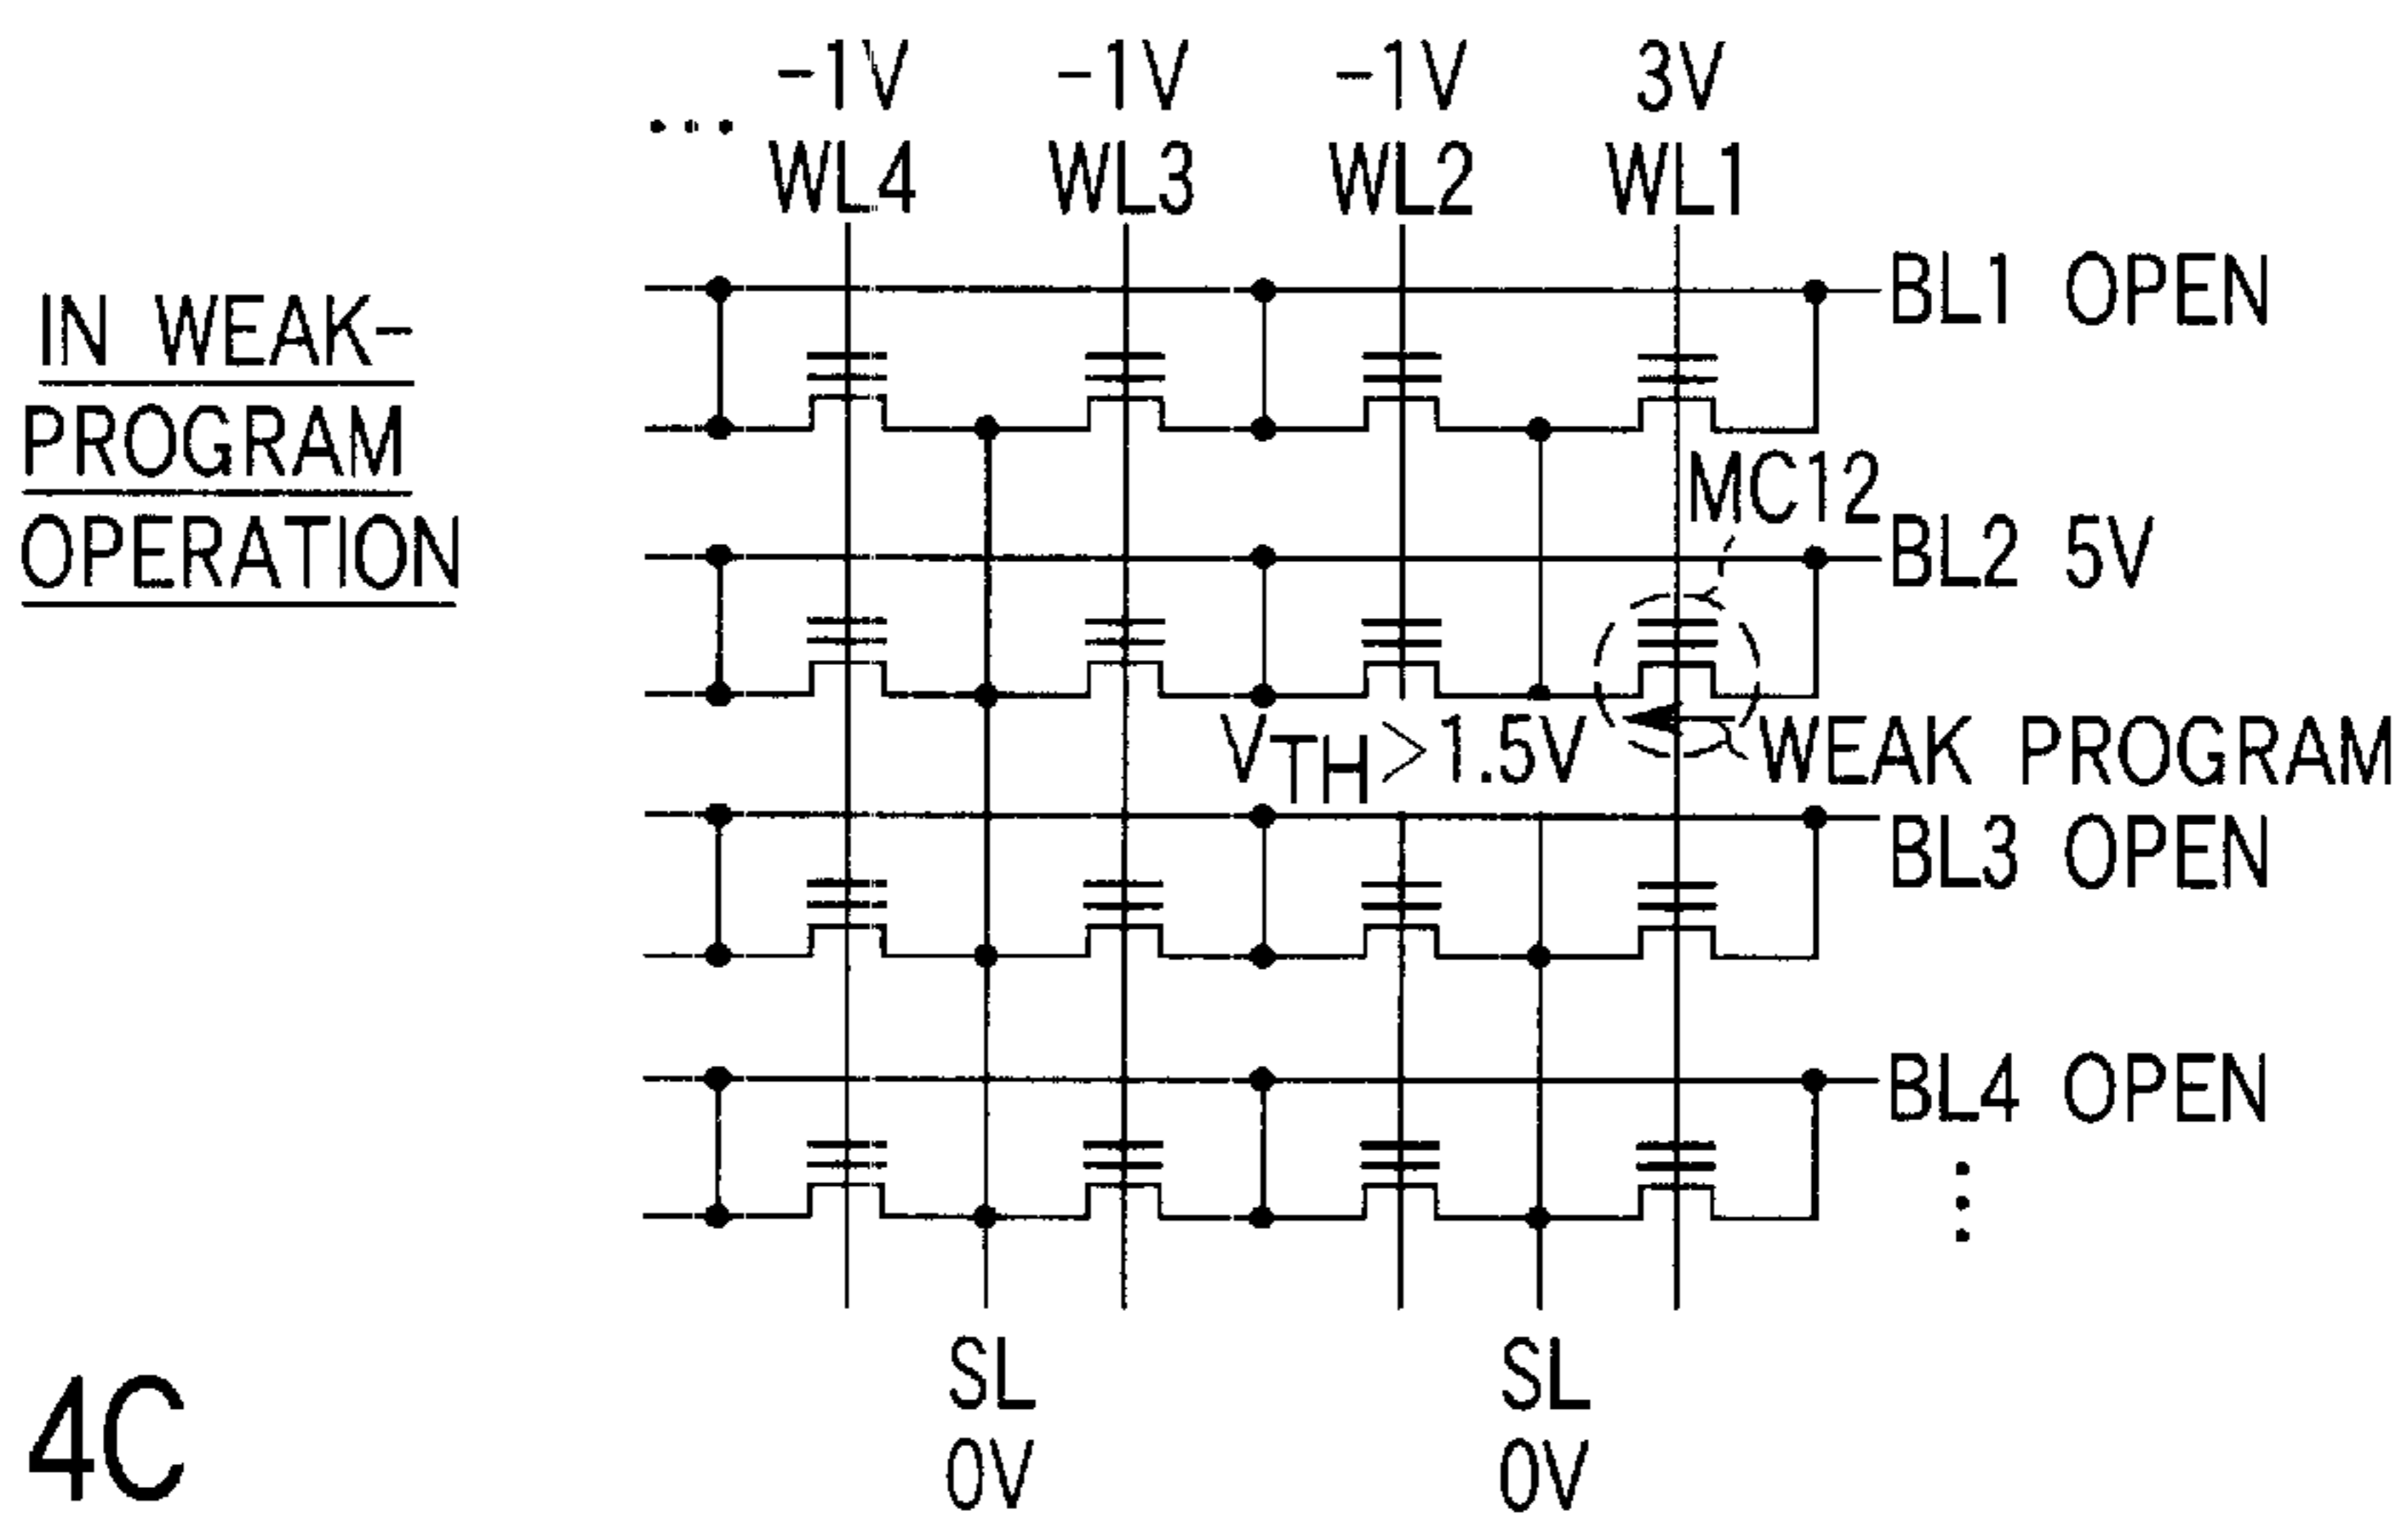 -1V -1V -1V 3V
... WL4 WL3 WL2 WL1
BL1 OPEN
IN WEAK-
PROGRAM
OPERATION
MC12
BL2 5V
VTH>1.5V WEAK PROGRAM
BL3 OPEN
BL4 OPEN
SL SL
0V 0V
4C